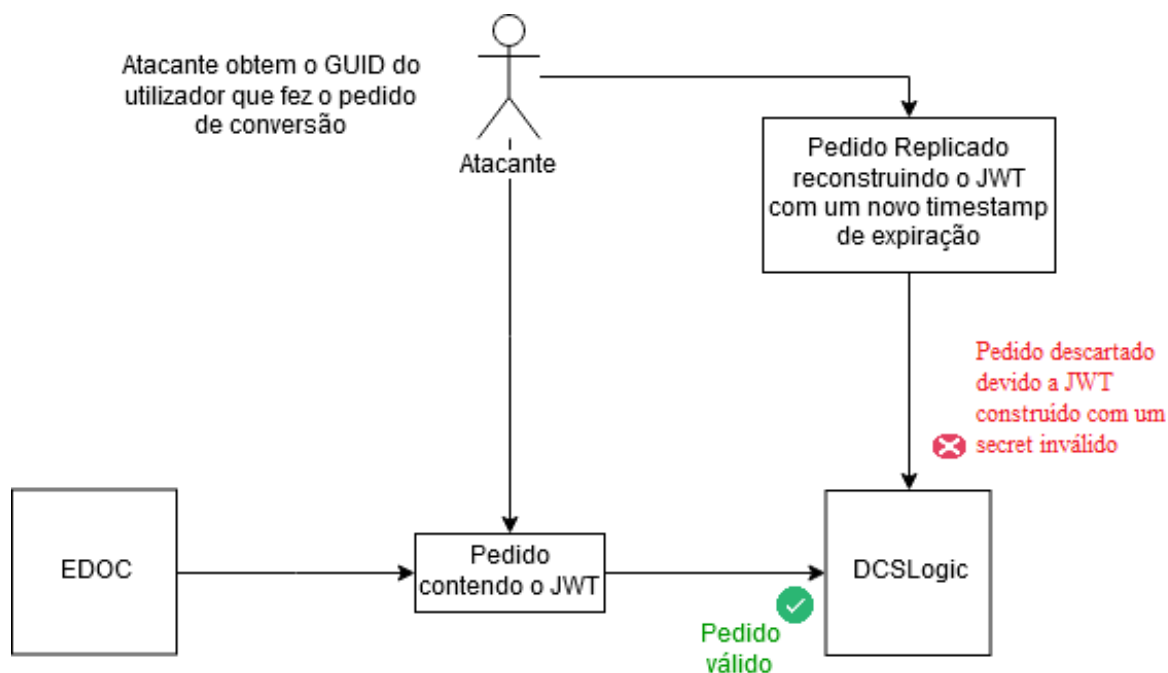 Atacante obtem o GUID do
utilizador que fez o pedido
de conversão
Atacante
Pedido Replicado
reconstruindo o JWT
com um novo timestamp
de expiração
Pedido descartado
devido a JWT
construído com um
secret inválido
EDOC
Pedido
contendo o JWT
Pedido
válido
DCSLogic